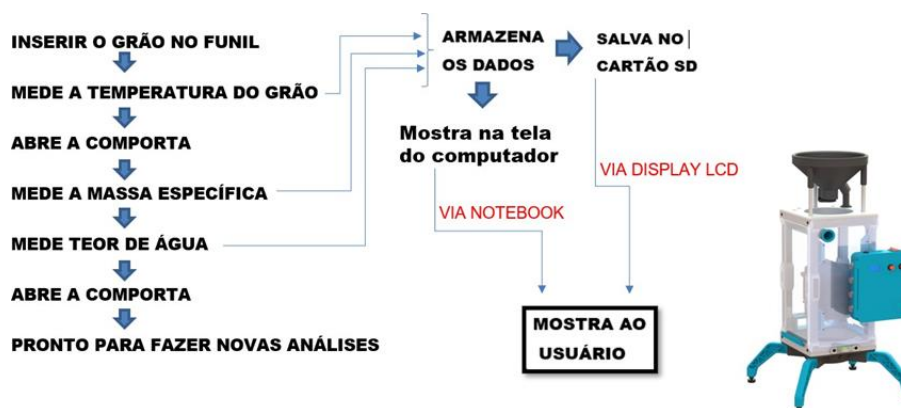 INSERIR O GRÃO NO FUNIL
MEDE A TEMPERATURA DO GRÃO
ABRE A COMPORTA
MEDE A MASSA ESPECÍFICA
MEDE TEOR DE ÁGUA
ABRE A COMPORTA
PRONTO PARA FAZER NOVAS ANÁLISES
ARMAZENA
OS DADOS
SALVA NO
CARTÃO SD
Mostra na tela
do computador
VIA NOTEBOOK
VIA DISPLAY LCD
MOSTRA AO
USUÁRIO